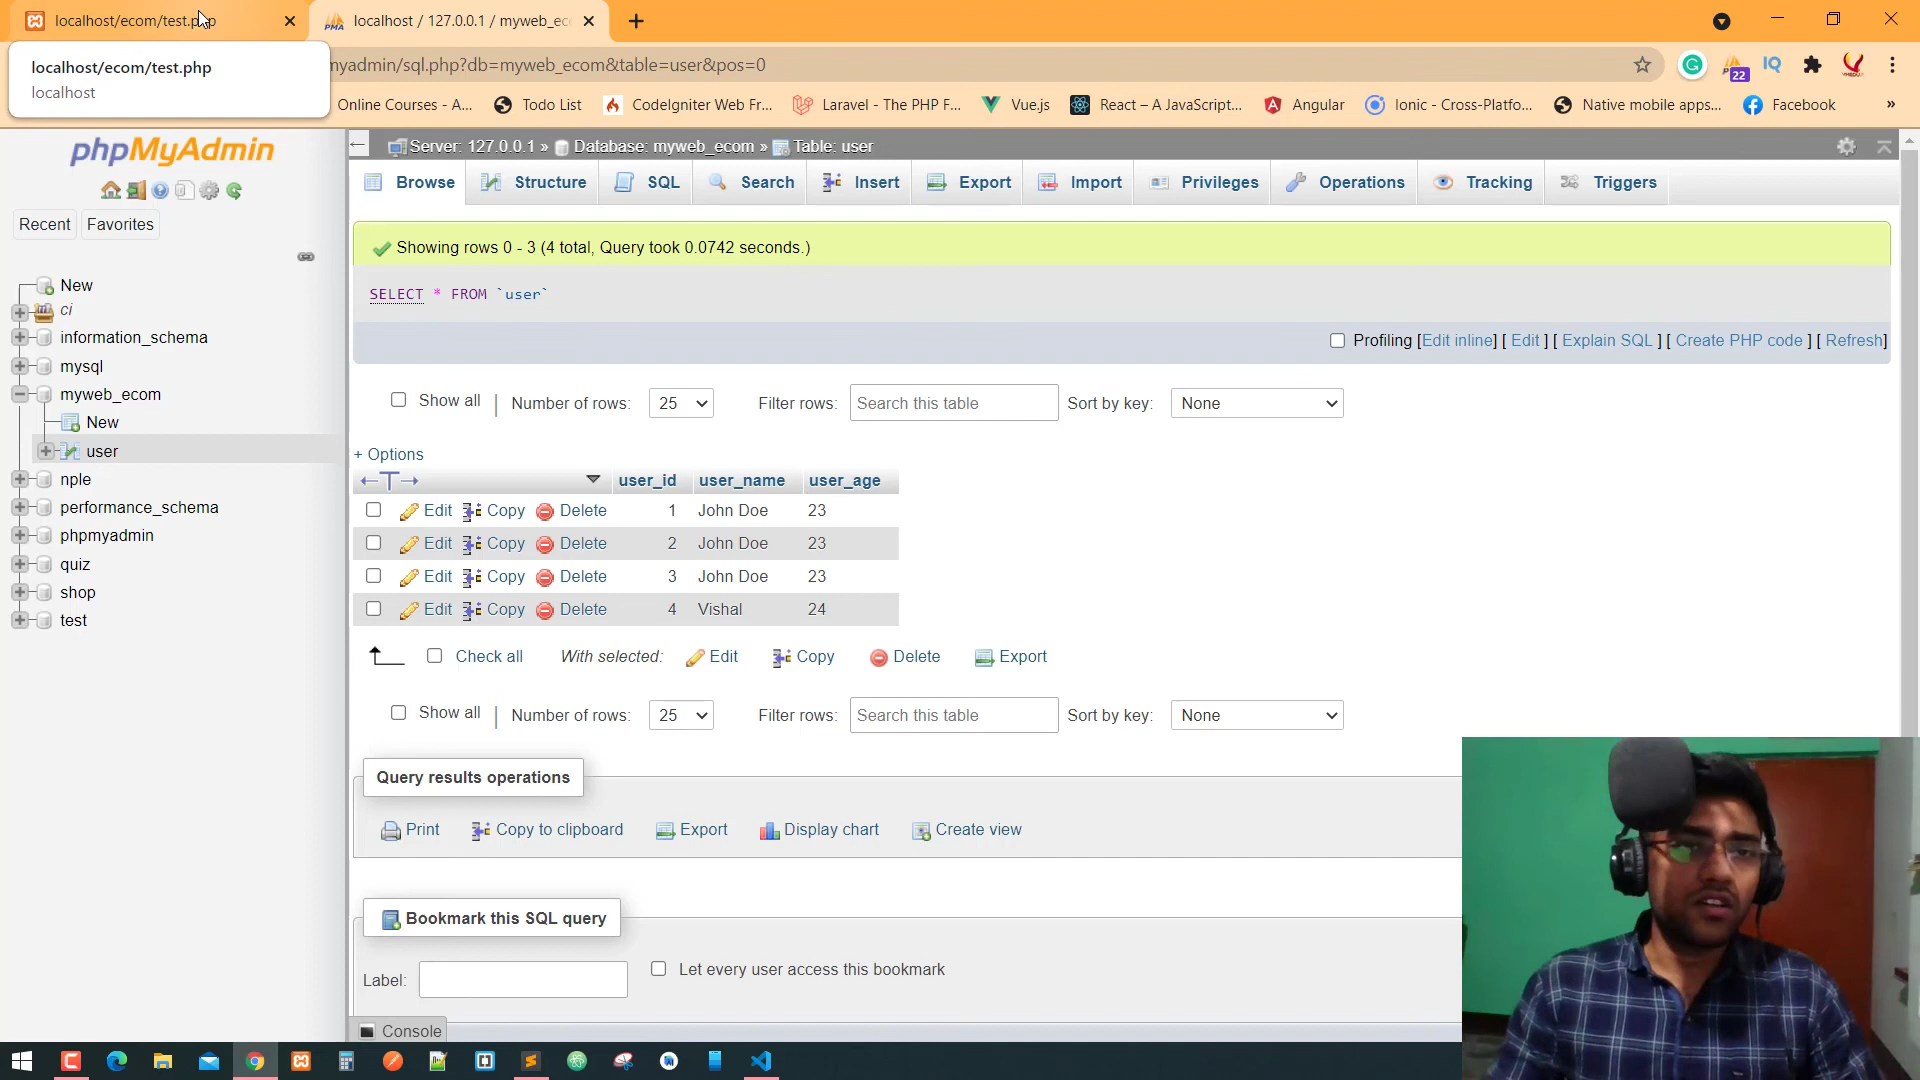 localhost/ecom/test.php
localhost / 127.0.0.1 / myweb_ec
localhost/ecom/test.php
localhost
myadmin/sql.php?db=myweb_ecom&table=user&pos=0
22
IQ
Online Courses - A...
Todo List
CodeIgniter Web Fr...
Laravel - The PHP F...
Vue.js
React – A JavaScript...
Angular
Ionic - Cross-Platfo...
Native mobile apps...
Facebook
»
phpMyAdmin
Recent
Favorites
New
ci
information_schema
mysql
myweb_ecom
New
user
nple
performance_schema
phpmyadmin
quiz
shop
test
Server: 127.0.0.1 » Database: myweb_ecom » Table: user
Browse
Structure
SQL
Search
Insert
Export
Import
Privileges
Operations
Tracking
Triggers
Showing rows 0 - 3 (4 total, Query took 0.0742 seconds.)
SELECT * FROM `user`
Profiling [Edit inline] [ Edit ] [ Explain SQL ] [ Create PHP code ] [ Refresh]
Show all | Number of rows: 25 Filter rows: Search this table Sort by key: None
+ Options
user_id user_name user_age
Edit Copy Delete 1 John Doe 23
Edit Copy Delete 2 John Doe 23
Edit Copy Delete 3 John Doe 23
Edit Copy Delete 4 Vishal 24
Check all With selected: Edit Copy Delete Export
Show all | Number of rows: 25 Filter rows: Search this table Sort by key: None
Query results operations
Print Copy to clipboard Export Display chart Create view
Bookmark this SQL query
Label: Let every user access this bookmark
Console